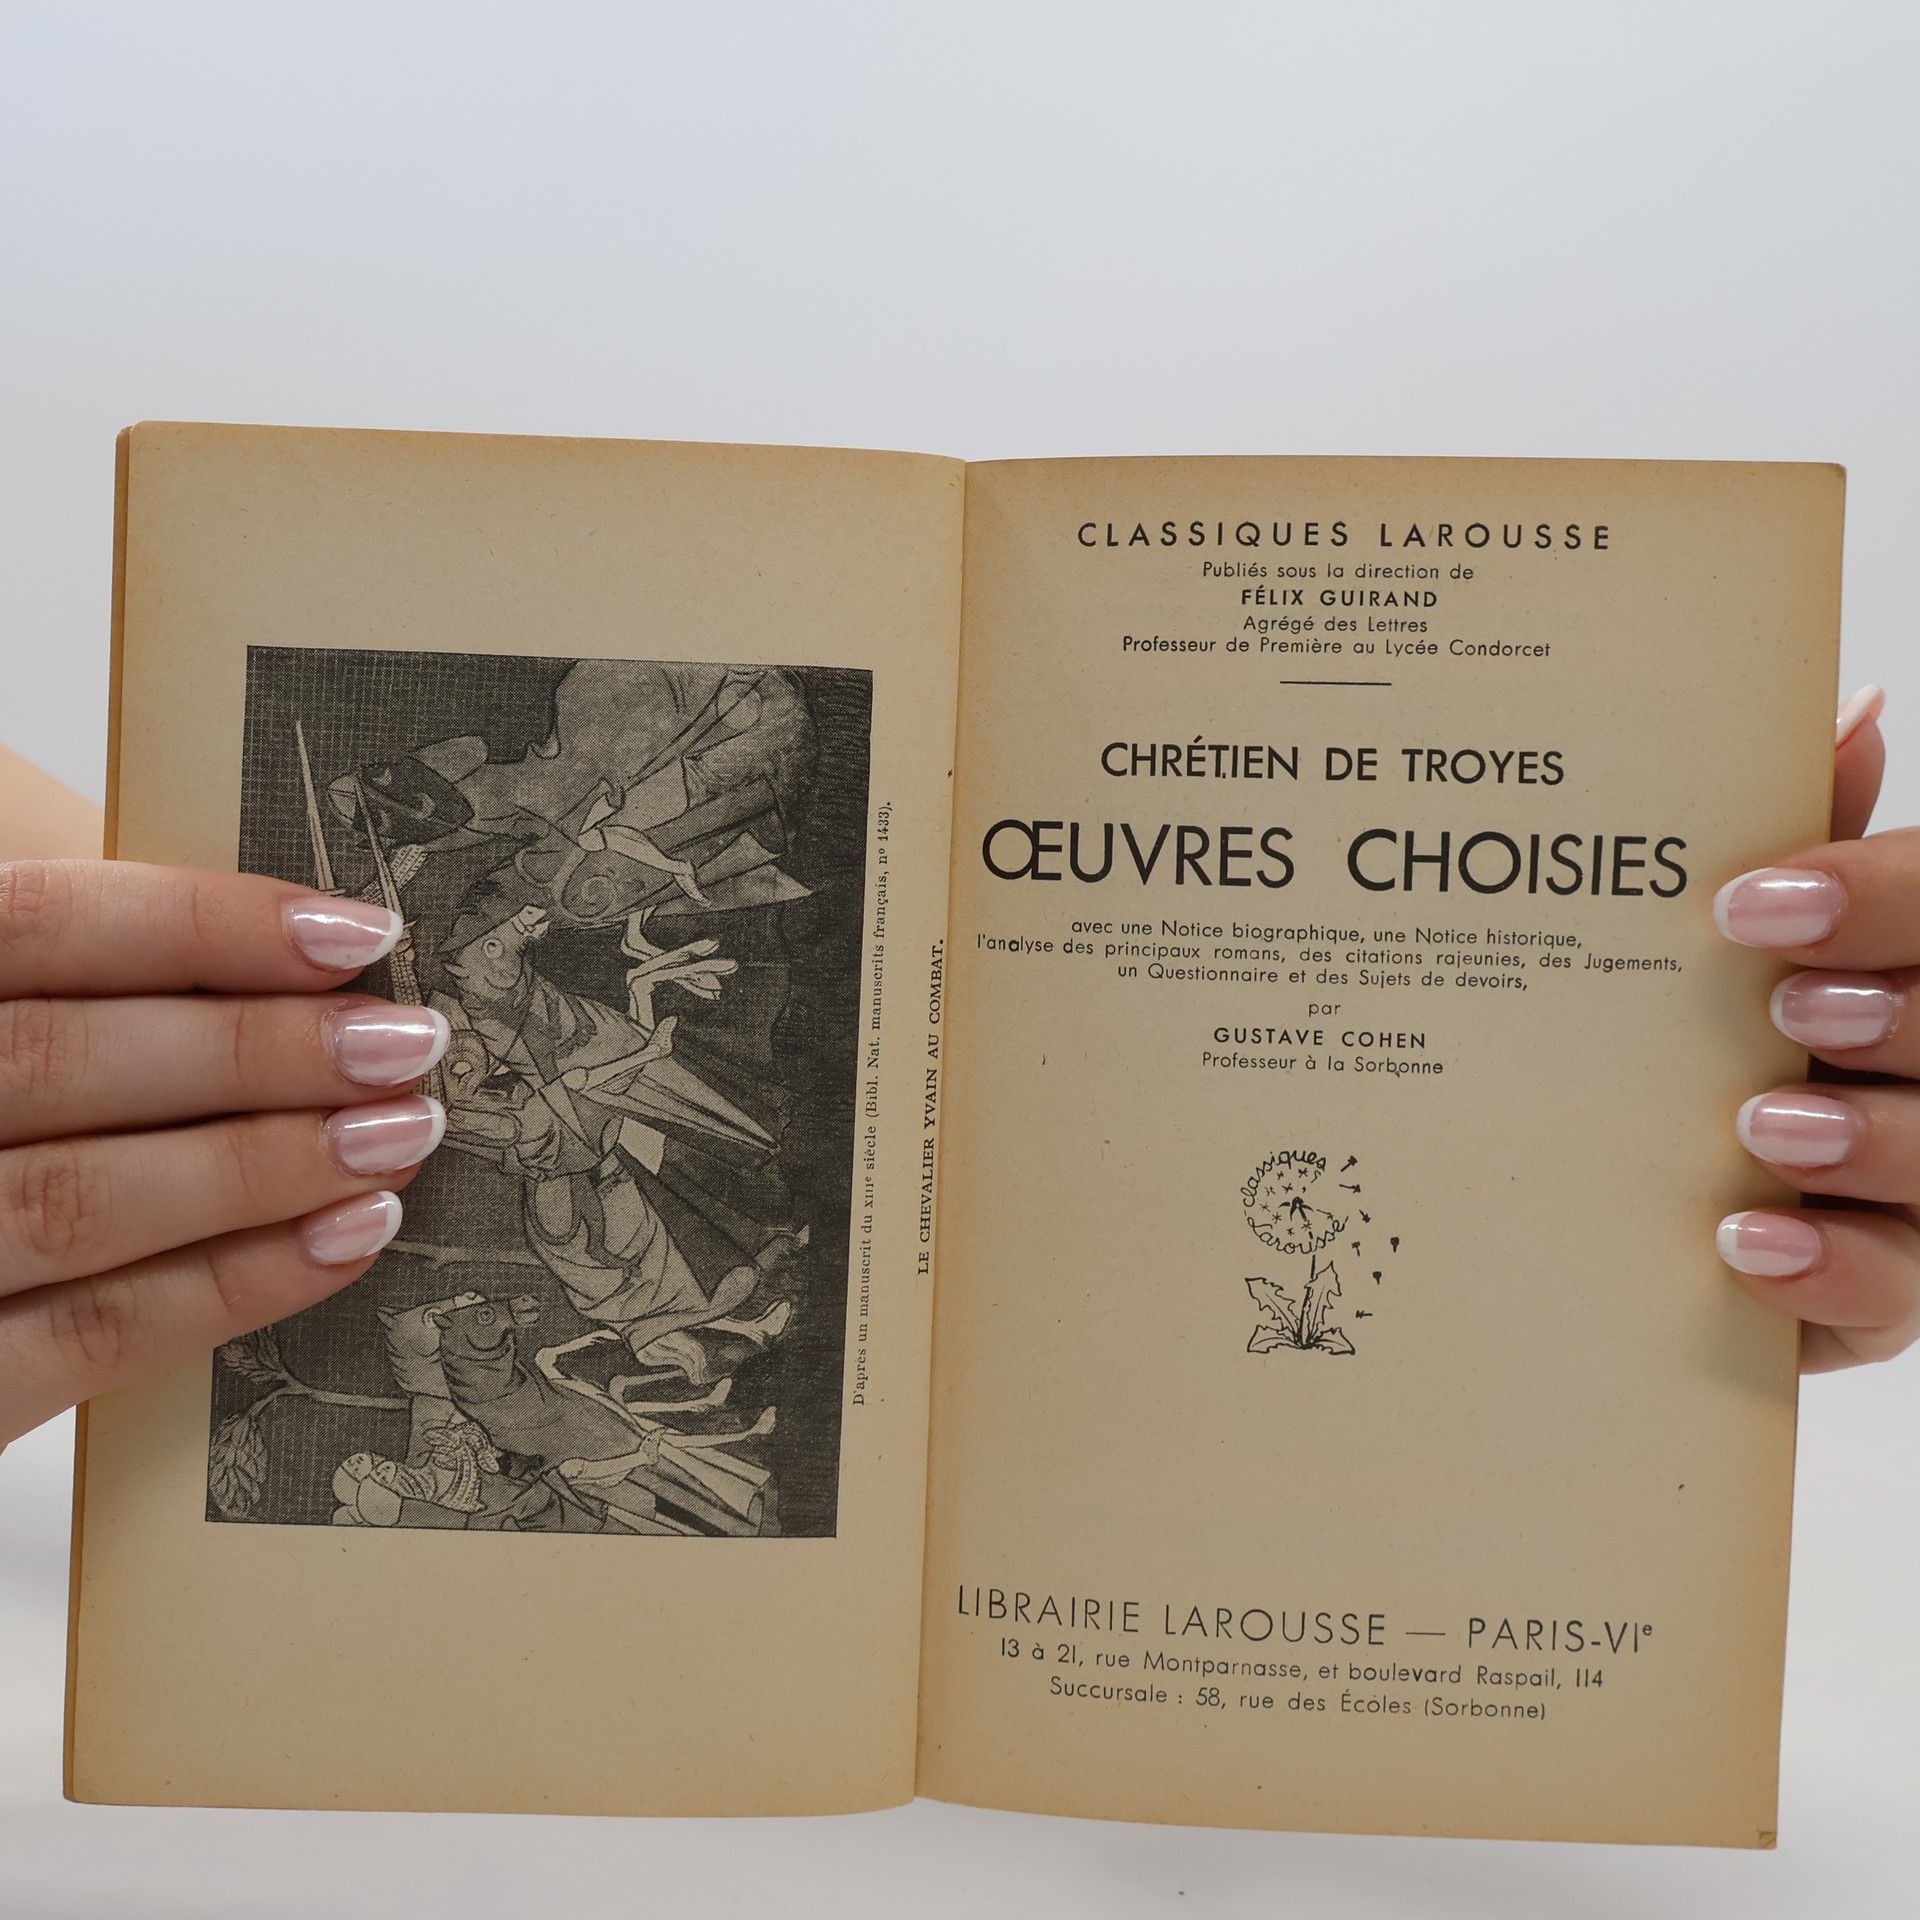 D'après un manuscrit du XIIIe siècle (Bibl. Nat. manuscrits français, nº 1433).
LE CHEVALIER YVAIN AU COMBAT.
CLASSIQUES LAROUSSE
Publiés sous la direction de
FÉLIX GUIRAND
Agrégé des Lettres
Professeur de Première au Lycée Condorcet
CHRÉTIEN DE TROYES
ŒUVRES CHOISIES
avec une Notice biographique, une Notice historique,
l'analyse des principaux romans, des citations rajeunies, des Jugements,
un Questionnaire et des Sujets de devoirs,
par
GUSTAVE COHEN
Professeur à la Sorbonne
Classiques
Larousse
LIBRAIRIE LAROUSSE — PARIS-VIe
13 à 21, rue Montparnasse, et boulevard Raspail, 114
Succursale : 58, rue des Écoles (Sorbonne)